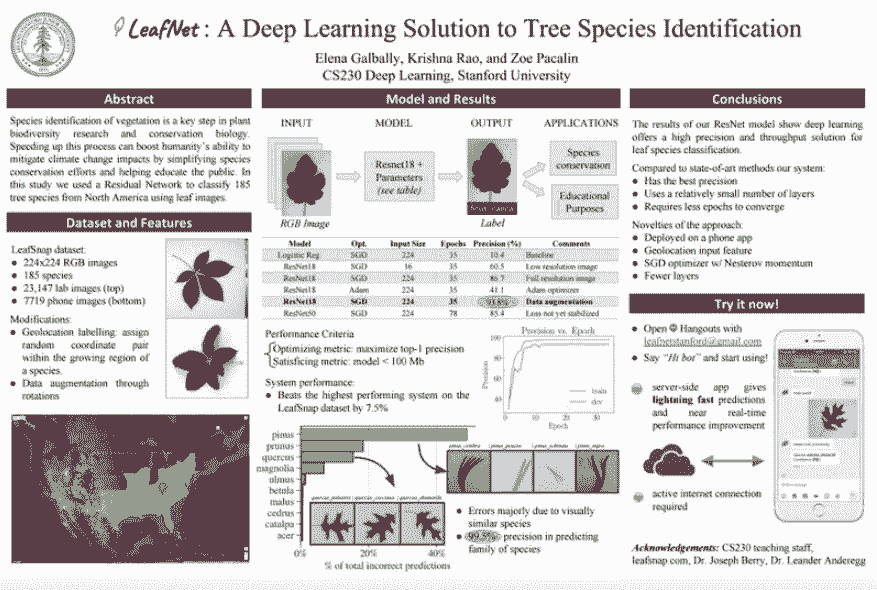 LeafNet : A Deep Learning Solution to Tree Species Identification
Elena Galbally, Krishna Rao, and Zoe Pacalin
CS230 Deep Learning, Stanford University
Abstract
Species identification of vegetation is a key step in plant
biodiversity research and conservation biology.
Speeding up this process can boost humanity's ability to
mitigate climate change impacts by simplifying species
conservation efforts and helping educate the public. In
this study we used a Residual Network to classify 185
tree species from North America using leaf images.
Dataset and Features
LeafSnap dataset:
● 224x224 RGB images
● 185 species
● 23,147 lab images (top)
● 7719 phone images (bottom)
Modifications:
● Geolocation labelling: assign
random coordinate pair
within the growing region of
a species.
● Data augmentation through
rotations
Model and Results
INPUT MODEL OUTPUT APPLICATIONS
Resnet18 +
Parameters
(see table)
Species
conservation
Educational
Purposes
RGB Image
Label
Model Opt. Input Size Epochs Precision (%) Comments
Logistic Reg SGD 224 35 10.4 Baseline
ResNet18 SGD 16 35 60.5 Low resolution image
ResNet18 SGD 224 35 86.7 Full resolution image
ResNet18 Adam 224 35 41.1 Adam optimizer
ResNet18 SGD 224 35 93.8% Data augmentation
ResNet50 SGD 224 78 85.4 Loss not yet stabilized
Performance Criteria
Optimizing metric: maximize top-1 precision
Satisficing metric: model < 100 Mb
System performance:
● Beats the highest performing system on the
LeafSnap dataset by 7.5%
Precision vs. Epoch
Precision
100
80
60
40
train
dev
0 10 20 30
Epoch
pinus
prunus
quercus
magnolia
ulmus
betula
malus
cedrus
catalpa
acer
0% 20% 40%
% of total incorrect predictions
● Errors majorly due to visually
similar species
● 99.5% precision in predicting
family of species
Conclusions
The results of our ResNet model show deep learning
offers a high precision and throughput solution for
leaf species classification.
Compared to state-of-art methods our system:
● Has the best precision
● Uses a relatively small number of layers
● Requires less epochs to converge
Novelties of the approach:
● Deployed on a phone app
● Geolocation input feature
● SGD optimizer w/ Nesterov momentum
● Fewer layers
Try it now!
● Open Hangouts with
leafnetstanford@gmail.com
● Say "Hi bot" and start using!
server-side app gives
lightning fast predictions
and near real-time
performance improvement
active internet connection
required
Acknowledgements: CS230 teaching staff,
leafsnap.com, Dr. Joseph Berry, Dr. Leander Anderegg